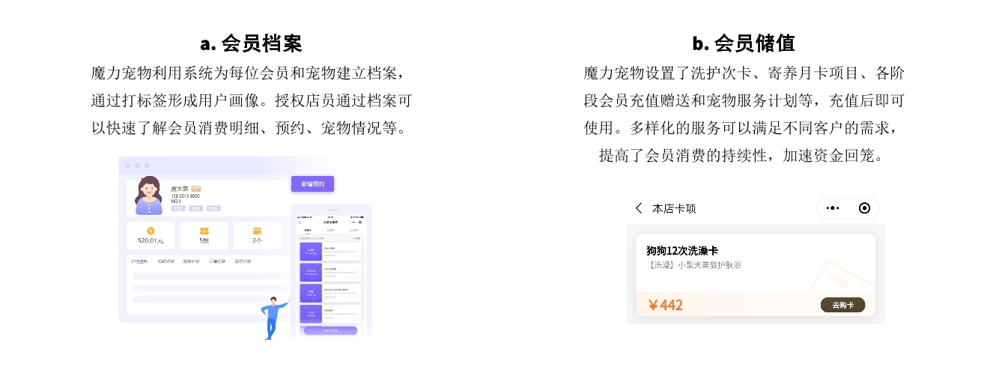 a. 会员档案
魔力宠物利用系统为每位会员和宠物建立档案，
通过打标签形成用户画像。授权店员通过档案可
以快速了解会员消费明细、预约、宠物情况等。
新增预约
VIP
NO.1
520.01元
5张
2个
b. 会员储值
魔力宠物设置了洗护次卡、寄养月卡项目、各阶
段会员充值赠送和宠物服务计划等，充值后即可
使用。多样化的服务可以满足不同客户的需求，
提高了会员消费的持续性，加速资金回笼。
本店卡项
狗狗12次洗澡卡
【洗澡】小型犬美貌护肤浴
￥442
去购卡